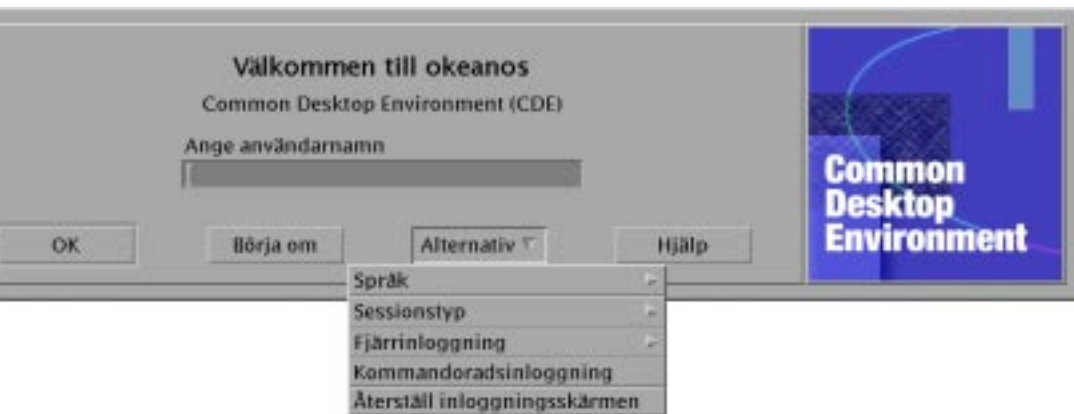 Välkommen till okeanos
Common Desktop Environment (CDE)
Ange användarnamn
OK
Börja om
Alternativ
Hjälp
Språk
Sessionstyp
Fjärrinloggning
Kommandoradsinloggning
Återställ inloggningsskärmen
Common
Desktop
Environment